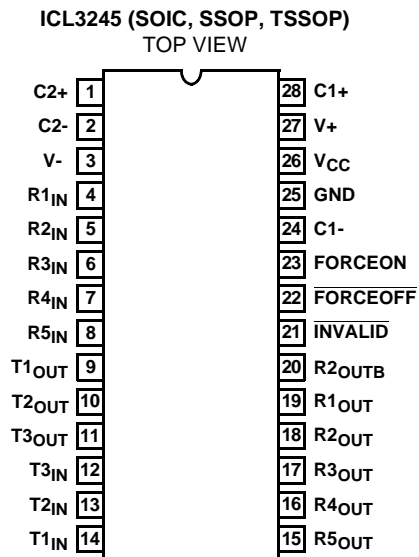 ICL3245 (SOIC, SSOP, TSSOP)
TOP VIEW
C2+ 1 28 C1+
C2- 2 27 V+
V- 3 26 VCC
R1IN 4 25 GND
R2IN 5 24 C1-
R3IN 6 23 FORCEON
R4IN 7 22 FORCEOFF
R5IN 8 21 INVALID
T1OUT 9 20 R2OUTB
T2OUT 10 19 R1OUT
T3OUT 11 18 R2OUT
T3IN 12 17 R3OUT
T2IN 13 16 R4OUT
T1IN 14 15 R5OUT